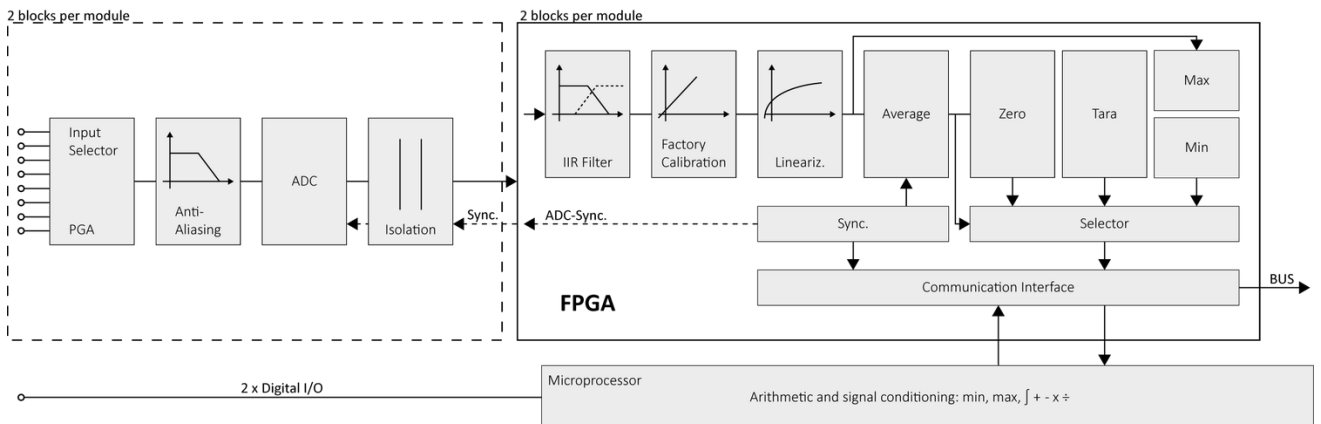 2 blocks per module
2 blocks per module
Input
Selector
PGA
Anti-
Aliasing
ADC
Isolation
Sync.
ADC-Sync.
IIR Filter
Factory
Calibration
Lineariz.
Average
Zero
Tara
Max
Min
Sync.
Selector
Communication Interface
BUS
FPGA
2 x Digital I/O
Microprocessor
Arithmetic and signal conditioning: min, max, ∫ + - x ÷